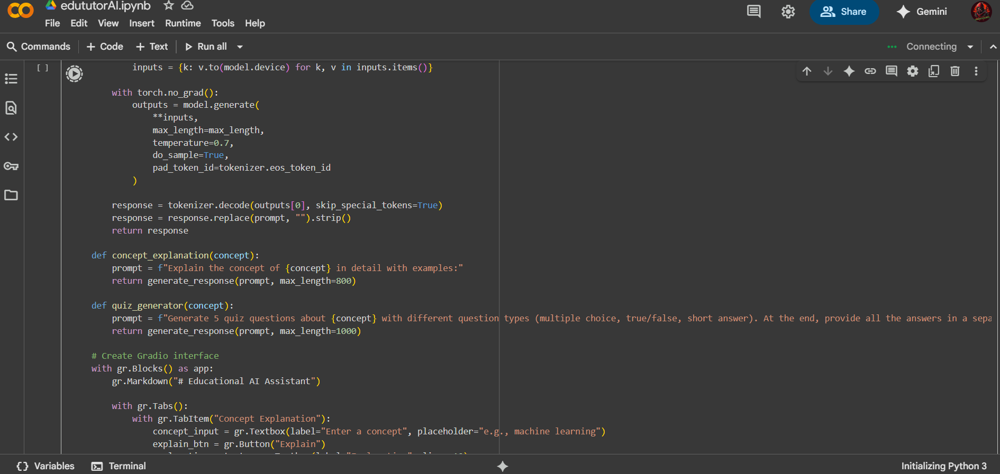 edututorAI.ipynb
File Edit View Insert Runtime Tools Help
Share
Gemini
Commands + Code + Text Run all
Connecting
[ ]
inputs = {k: v.to(model.device) for k, v in inputs.items()}
with torch.no_grad():
outputs = model.generate(
**inputs,
max_length=max_length,
temperature=0.7,
do_sample=True,
pad_token_id=tokenizer.eos_token_id
)
response = tokenizer.decode(outputs[0], skip_special_tokens=True)
response = response.replace(prompt, "").strip()
return response
def concept_explanation(concept):
prompt = f"Explain the concept of {concept} in detail with examples:"
return generate_response(prompt, max_length=800)
def quiz_generator(concept):
prompt = f"Generate 5 quiz questions about {concept} with different question types (multiple choice, true/false, short answer). At the end, provide all the answers in a sepa
return generate_response(prompt, max_length=1000)
# Create Gradio interface
with gr.Blocks() as app:
gr.Markdown("# Educational AI Assistant")
with gr.Tabs():
with gr.TabItem("Concept Explanation"):
concept_input = gr.Textbox(label="Enter a concept", placeholder="e.g., machine learning")
explain_btn = gr.Button("Explain")
Variables
Terminal
Initializing Python 3